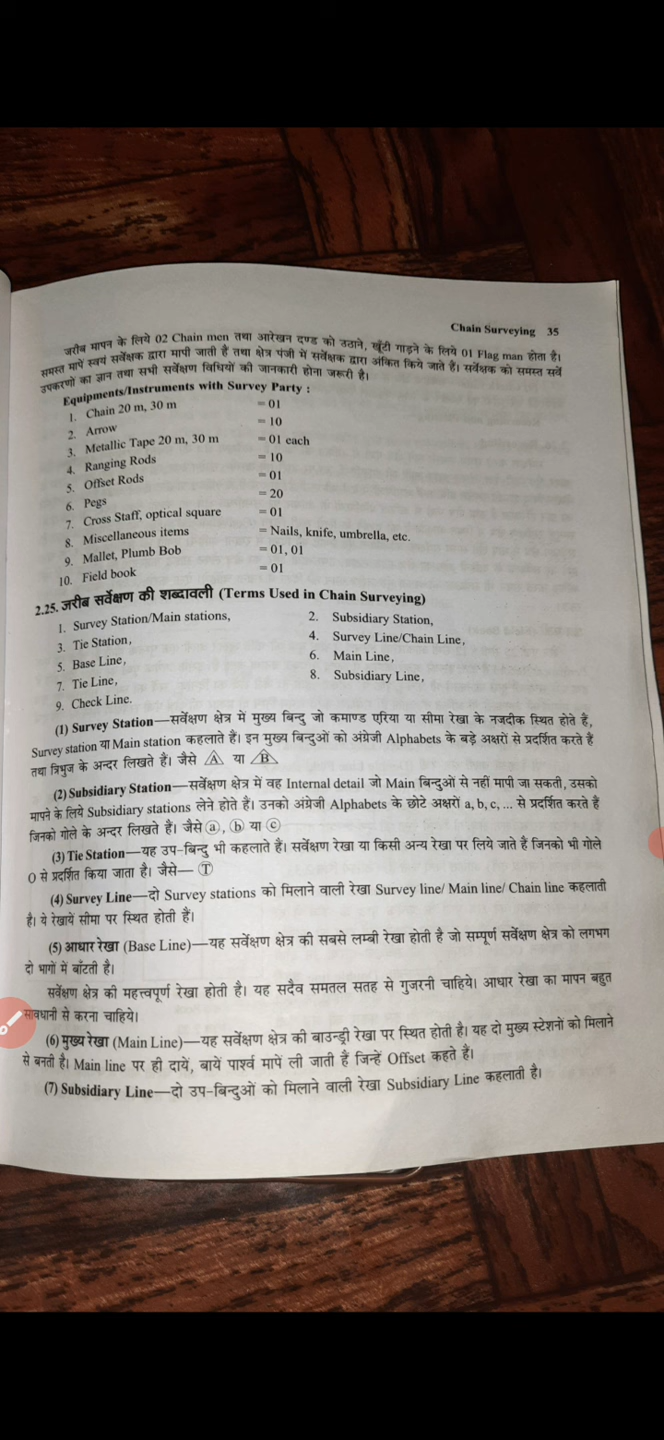 Chain Surveying 35
जरीब मापन के लिये 02 Chain men तथा आरेखन दण्ड को उठाने, खूँटी गाड़ने के लिये 01 Flag man होता है।
समस्त मापें स्वयं सर्वेक्षक द्वारा मापी जाती है तथा क्षेत्र पंजी में सर्वेक्षक द्वारा अंकित किये जाते हैं। सर्वेक्षक को समस्त सर्वे
उपकरणों का ज्ञान तथा सभी सर्वेक्षण विधियों की जानकारी होना जरूरी है।
Equipments/Instruments with Survey Party :
1. Chain 20 m, 30 m = 01
2. Arrow = 10
3. Metallic Tape 20 m, 30 m = 01 each
4. Ranging Rods = 10
5. Offset Rods = 01
6. Pegs = 20
7. Cross Staff, optical square = 01
8. Miscellaneous items = Nails, knife, umbrella, etc.
9. Mallet, Plumb Bob = 01, 01
10. Field book = 01
2.25. जरीब सर्वेक्षण की शब्दावली (Terms Used in Chain Surveying)
1. Survey Station/Main stations, 2. Subsidiary Station,
3. Tie Station, 4. Survey Line/Chain Line,
5. Base Line, 6. Main Line,
7. Tie Line, 8. Subsidiary Line,
9. Check Line.
(1) Survey Station—सर्वेक्षण क्षेत्र में मुख्य बिन्दु जो कमाण्ड एरिया या सीमा रेखा के नजदीक स्थित होते है,
Survey station या Main station कहलाते हैं। इन मुख्य बिन्दुओं को अंग्रेजी Alphabets के बड़े अक्षरों से प्रदर्शित करते हैं
तथा त्रिभुज के अन्दर लिखते हैं। जैसे A या B
(2) Subsidiary Station—सर्वेक्षण क्षेत्र में वह Internal detail जो Main बिन्दुओं से नहीं मापी जा सकती, उसको
मापने के लिये Subsidiary stations लेने होते हैं। उनको अंग्रेजी Alphabets के छोटे अक्षरों a, b, c, ... से प्रदर्शित करते हैं
जिनको गोले के अन्दर लिखते हैं। जैसे ⓐ, ⓑ या ⓒ
(3) Tie Station—यह उप-बिन्दु भी कहलाते हैं। सर्वेक्षण रेखा या किसी अन्य रेखा पर लिये जाते हैं जिनको भी गोले
O से प्रदर्शित किया जाता है। जैसे— Ⓣ
(4) Survey Line—दो Survey stations को मिलाने वाली रेखा Survey line/ Main line/ Chain line कहलाती
है। ये रेखायें सीमा पर स्थित होती हैं।
(5) आधार रेखा (Base Line)—यह सर्वेक्षण क्षेत्र की सबसे लम्बी रेखा होती है जो सम्पूर्ण सर्वेक्षण क्षेत्र को लगभग
दो भागों में बाँटती है।
सर्वेक्षण क्षेत्र की महत्त्वपूर्ण रेखा होती है। यह सदैव समतल सतह से गुजरनी चाहिये। आधार रेखा का मापन बहुत
सावधानी से करना चाहिये।
(6) मुख्य रेखा (Main Line)—यह सर्वेक्षण क्षेत्र की बाउन्ड्री रेखा पर स्थित होती है। यह दो मुख्य स्टेशनों को मिलाने
से बनती है। Main line पर ही दायें, बायें पार्श्व मापें ली जाती हैं जिन्हें Offset कहते हैं।
(7) Subsidiary Line—दो उप-बिन्दुओं को मिलाने वाली रेखा Subsidiary Line कहलाती है।